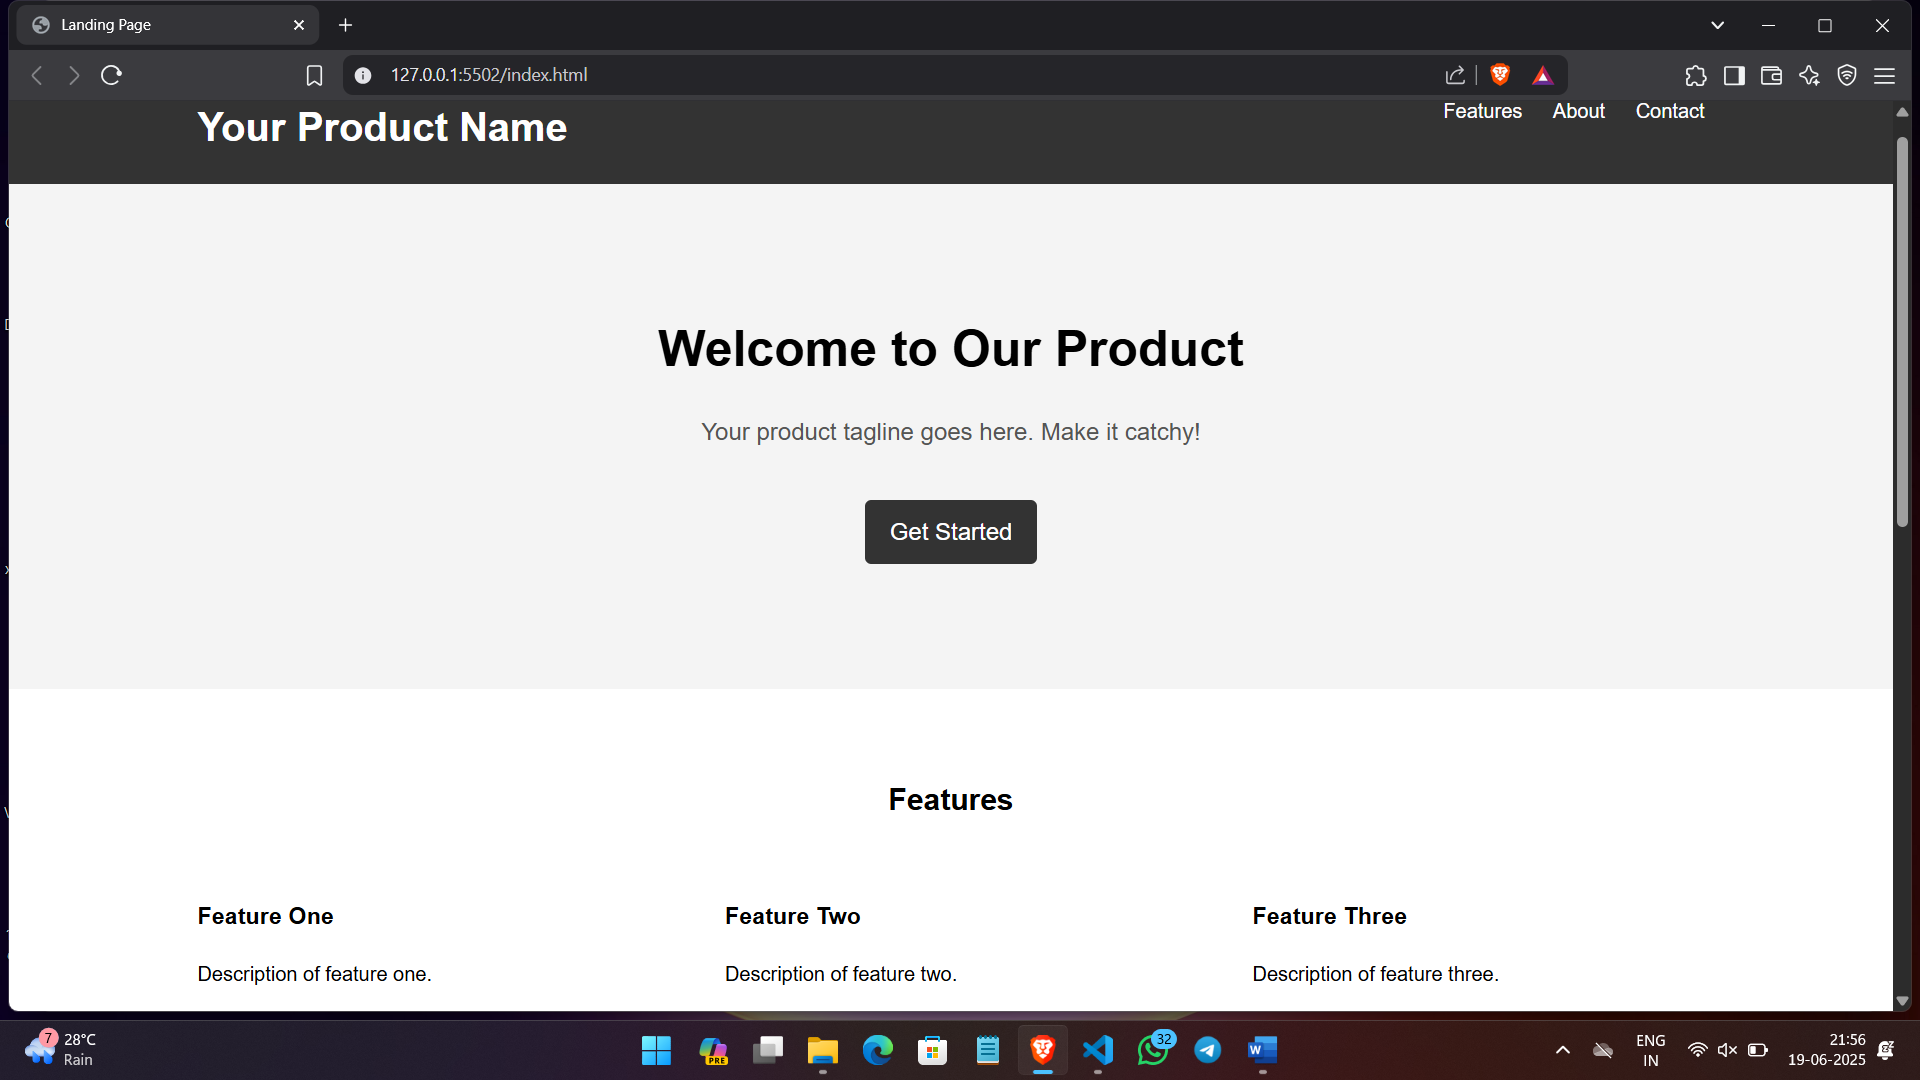 Landing Page
127.0.0.1:5502/index.html
Your Product Name
Features About Contact
Welcome to Our Product
Your product tagline goes here. Make it catchy!
Get Started
Features
Feature One Feature Two Feature Three
Description of feature one. Description of feature two. Description of feature three.
7
28°C
Rain
PRE
32
W
ENG
IN
21:56
19-06-2025